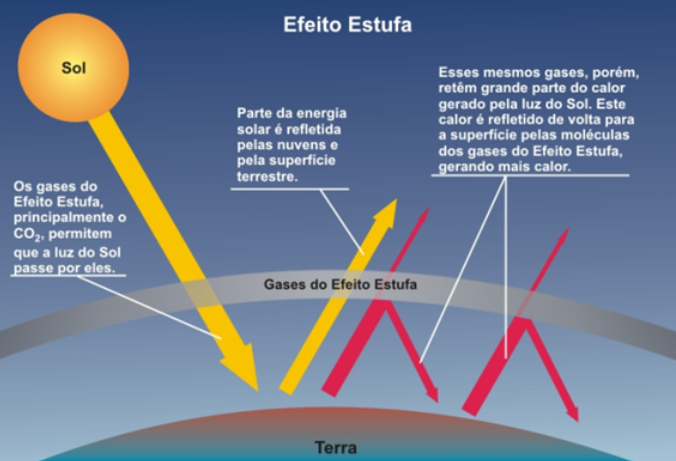 Efeito Estufa
Sol
Os gases do
Efeito Estufa,
principalmente o
CO₂, permitem
que a luz do Sol
passe por eles.
Parte da energia
solar é refletida
pelas nuvens e
pela superfície
terrestre.
Esses mesmos gases, porém,
retêm grande parte do calor
gerado pela luz do Sol. Este
calor é refletido de volta para
a superfície pelas moléculas
dos gases do Efeito Estufa,
gerando mais calor.
Gases do Efeito Estufa
Terra